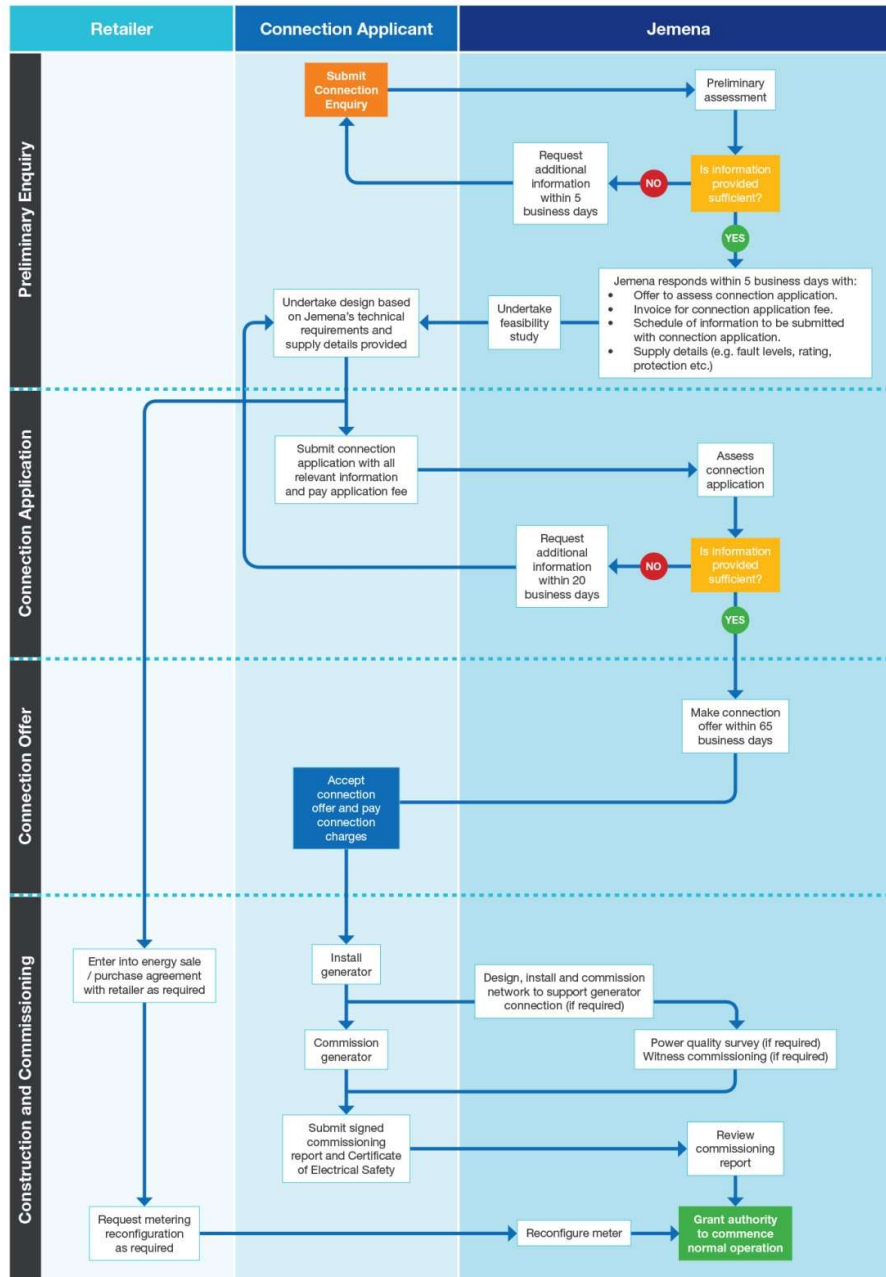 Retailer
Connection Applicant
Jemena
Preliminary Enquiry
Submit
Connection
Enquiry
Preliminary
assessment
Request
additional
information
within 5
business days
NO
Is information
provided
sufficient?
YES
Undertake design based
on Jemena's technical
requirements and
supply details provided
Undertake
feasibility
study
Jemena responds within 5 business days with:
• Offer to assess connection application.
• Invoice for connection application fee.
• Schedule of information to be submitted
with connection application.
• Supply details (e.g. fault levels, rating,
protection etc.)
Connection Application
Submit connection
application with all
relevant information
and pay application fee
Assess
connection
application
Request
additional
information
within 20
business days
NO
Is information
provided
sufficient?
YES
Connection Offer
Make connection
offer within 65
business days
Accept
connection
offer and pay
connection
charges
Construction and Commissioning
Enter into energy sale
/ purchase agreement
with retailer as required
Install
generator
Design, install and commission
network to support generator
connection (if required)
Commission
generator
Power quality survey (if required)
Witness commissioning (if required)
Submit signed
commissioning
report and Certificate
of Electrical Safety
Review
commissioning
report
Request metering
reconfiguration
as required
Reconfigure meter
Grant authority
to commence
normal operation